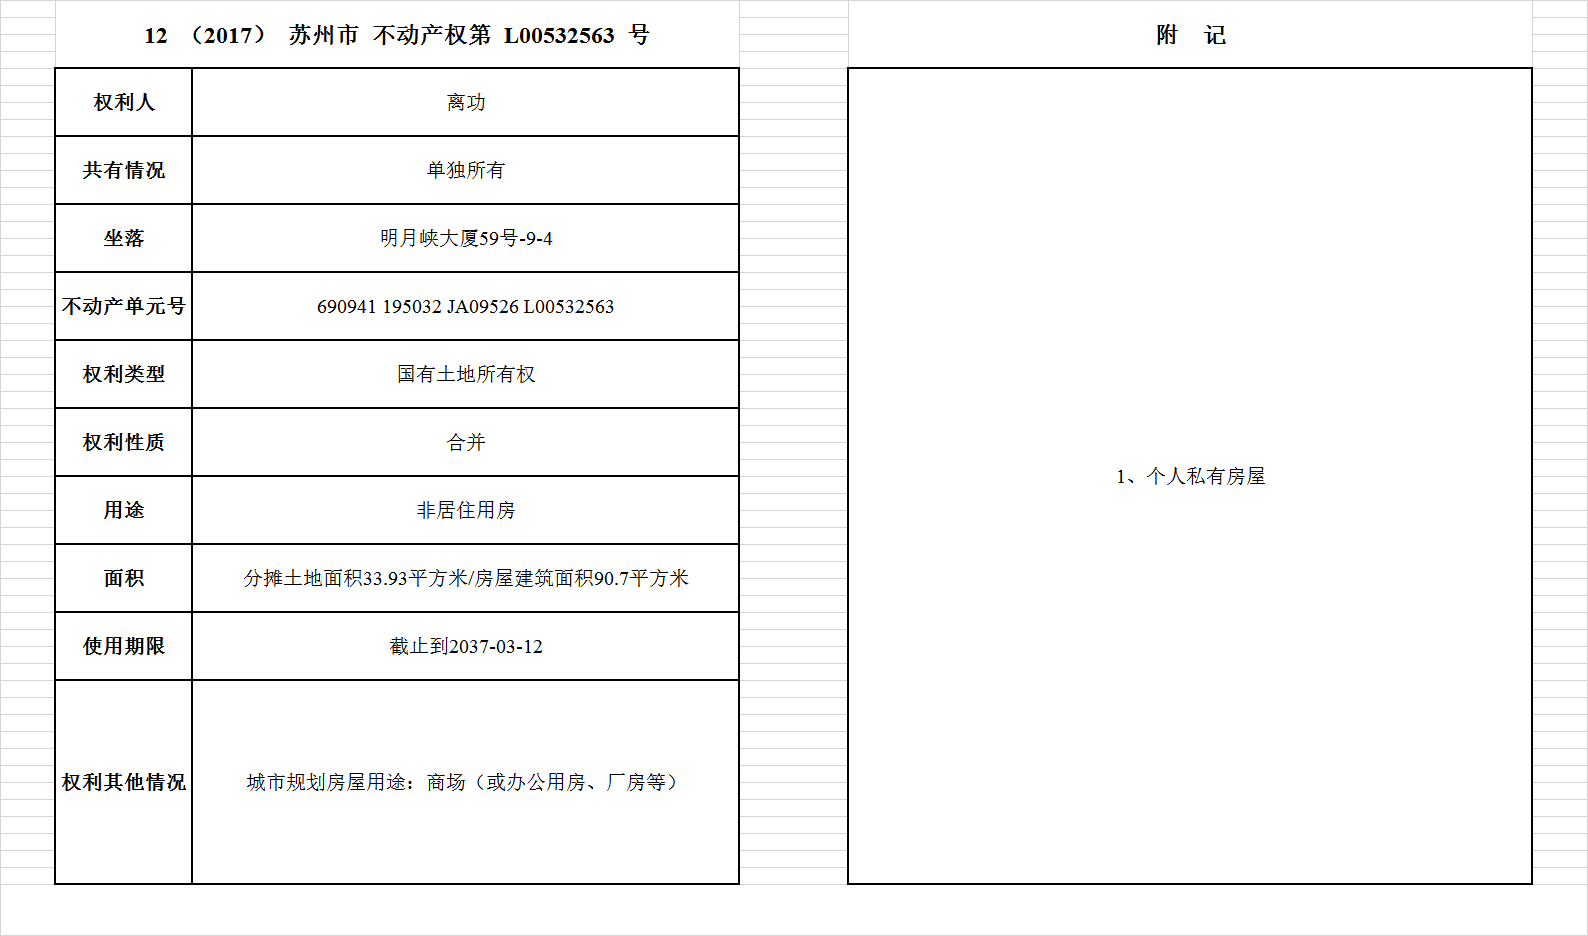 12 （2017） 苏州市 不动产权第 L00532563 号
权利人 离功
共有情况 单独所有
坐落 明月峡大厦59号-9-4
不动产单元号 690941 195032 JA09526 L00532563
权利类型 国有土地所有权
权利性质 合并
用途 非居住用房
面积 分摊土地面积33.93平方米/房屋建筑面积90.7平方米
使用期限 截止到2037-03-12
权利其他情况 城市规划房屋用途：商场（或办公用房、厂房等）
附 记
1、个人私有房屋